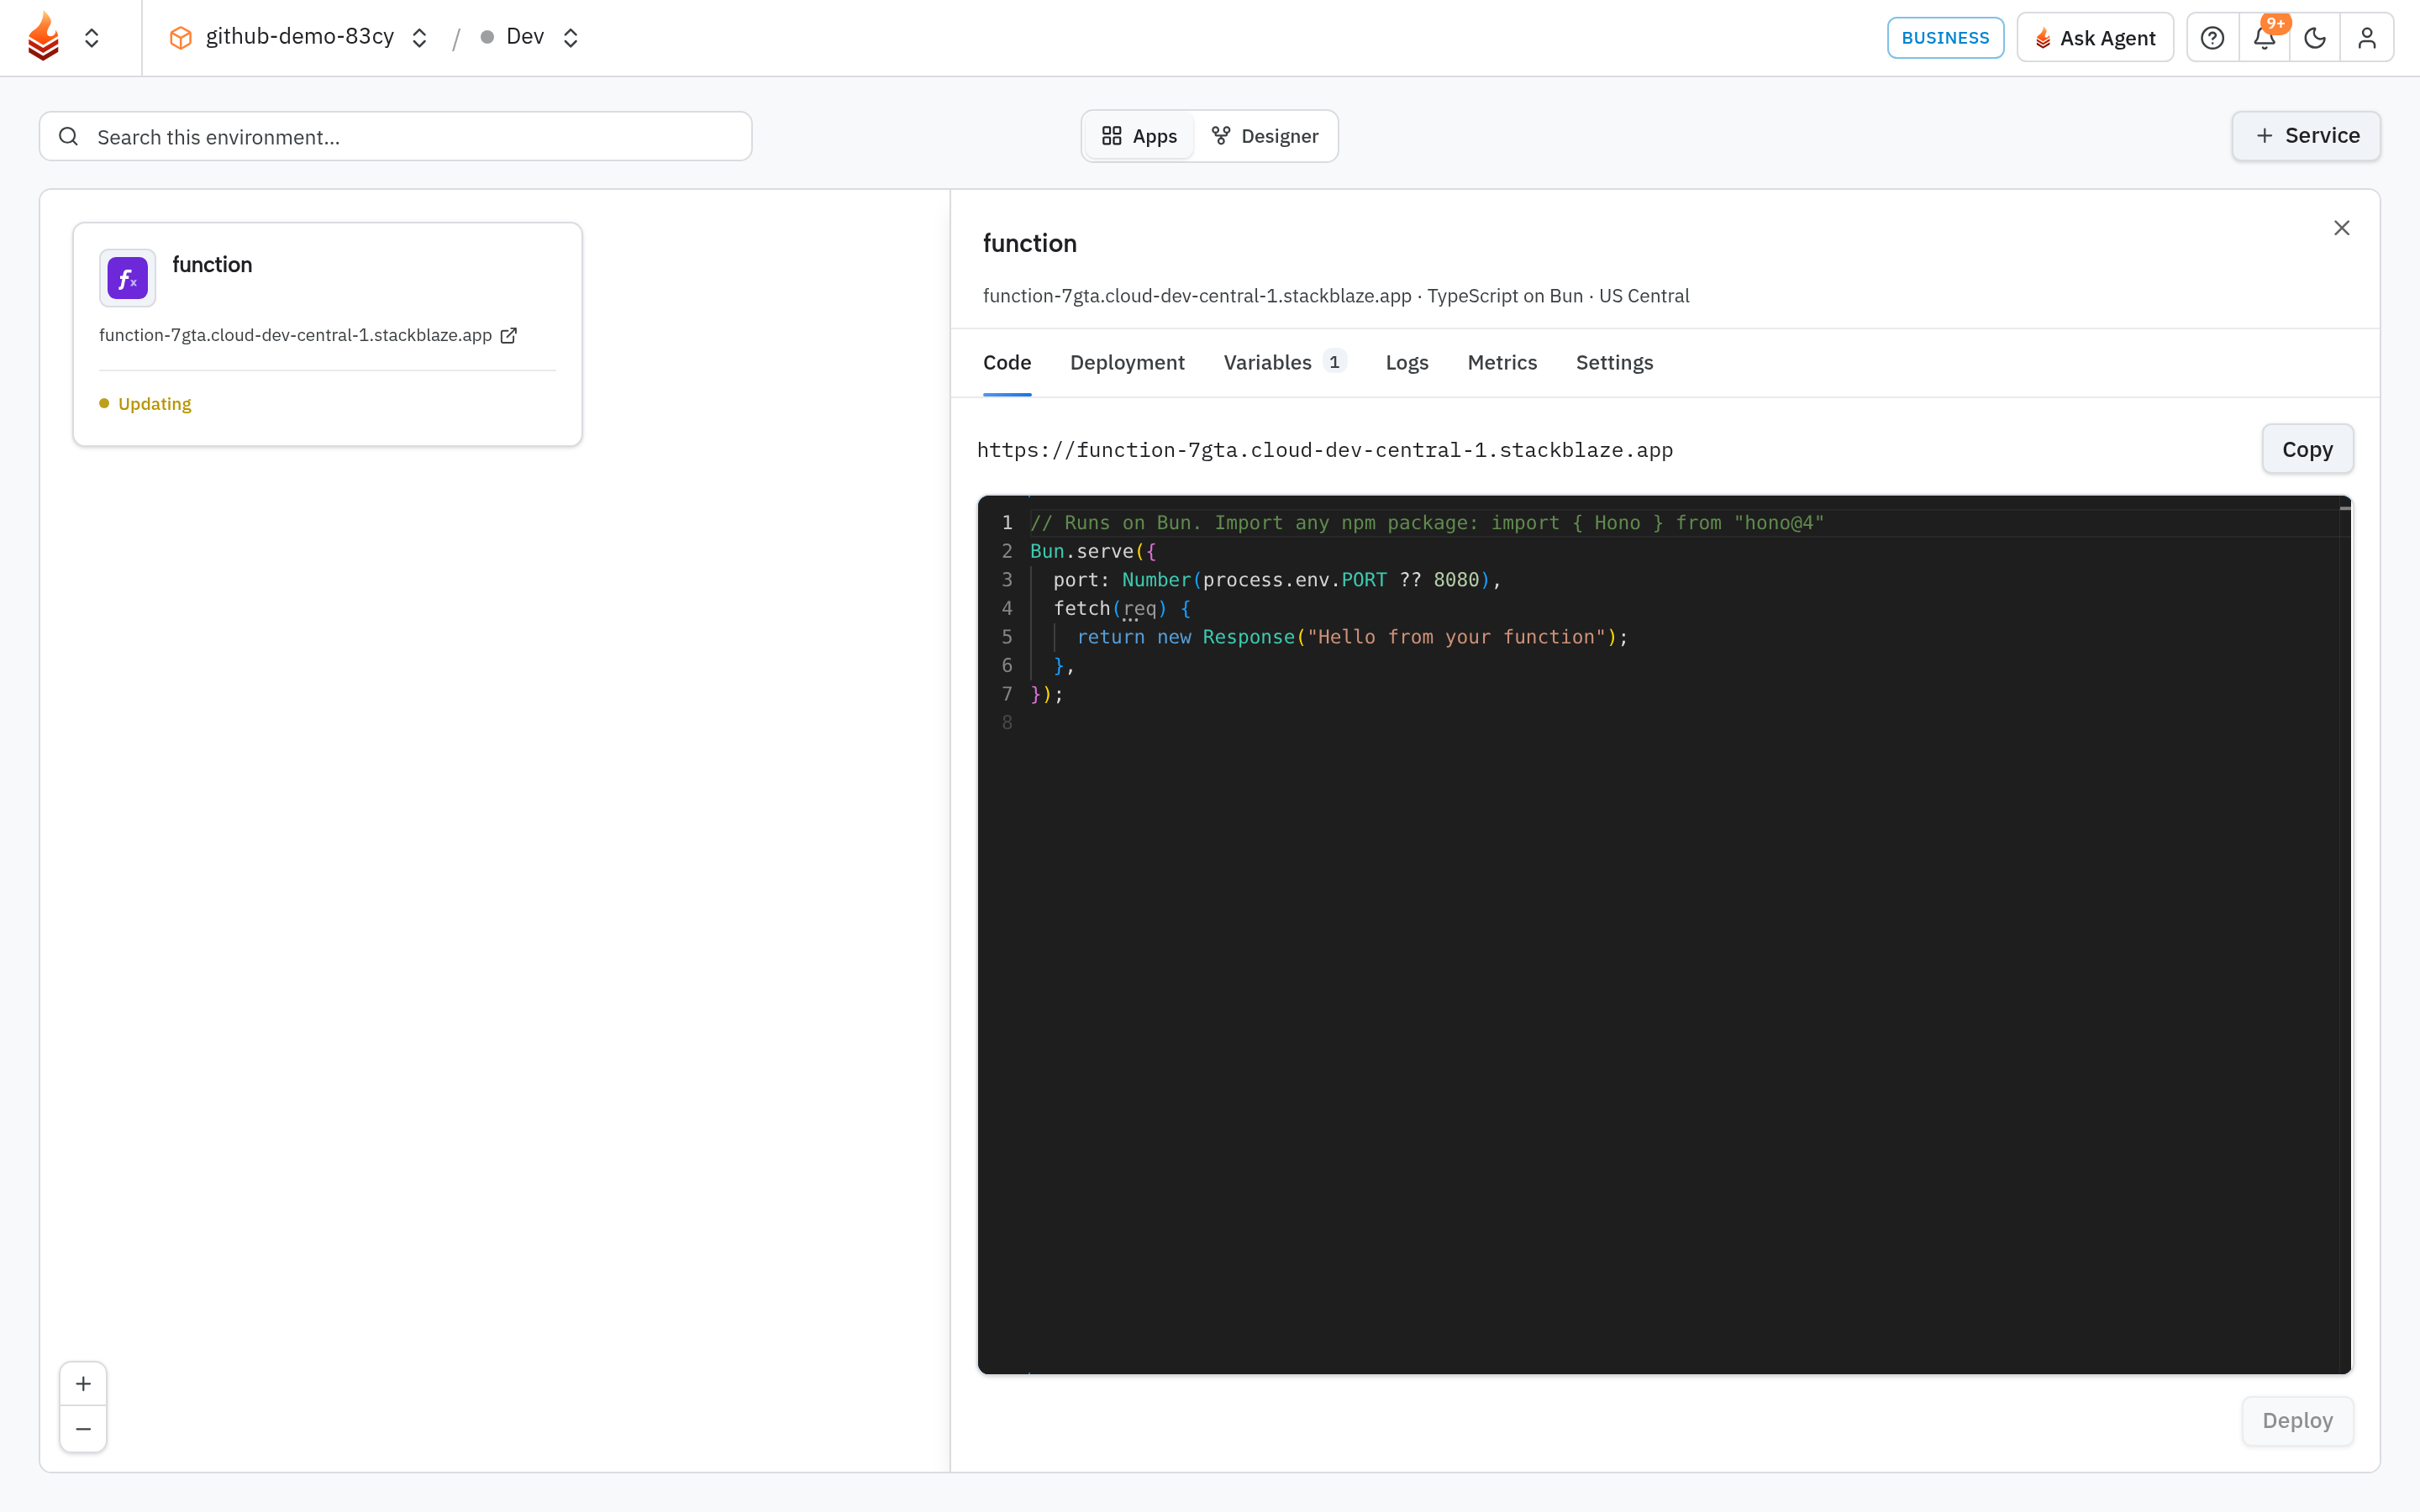 github-demo-83cy / Dev
BUSINESS
Ask Agent
9+
Search this environment...
Apps
Designer
+ Service
function
function-7gta.cloud-dev-central-1.stackblaze.app
Updating
function
function-7gta.cloud-dev-central-1.stackblaze.app · TypeScript on Bun · US Central
Code
Deployment
Variables 1
Logs
Metrics
Settings
https://function-7gta.cloud-dev-central-1.stackblaze.app
Copy
1 // Runs on Bun. Import any npm package: import { Hono } from "hono@4"
2 Bun.serve({
3   port: Number(process.env.PORT ?? 8080),
4   fetch(req) {
5     return new Response("Hello from your function");
6   },
7 });
8
Deploy